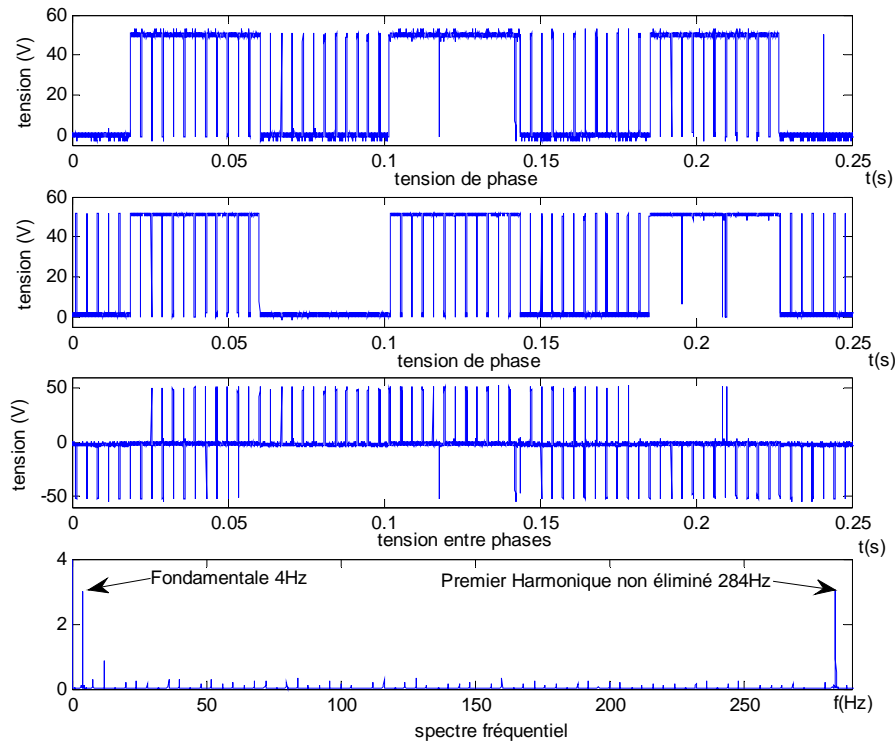 60
40
20
0
tension (V)
0
0.05
0.1
0.15
0.2
0.25
tension de phase
t(s)
60
40
20
0
tension (V)
0
0.05
0.1
0.15
0.2
0.25
tension de phase
t(s)
50
0
-50
tension (V)
0
0.05
0.1
0.15
0.2
0.25
tension entre phases
t(s)
4
2
0
Fondamentale 4Hz
Premier Harmonique non éliminé 284Hz
0
50
100
150
200
250
f(Hz)
spectre fréquentiel